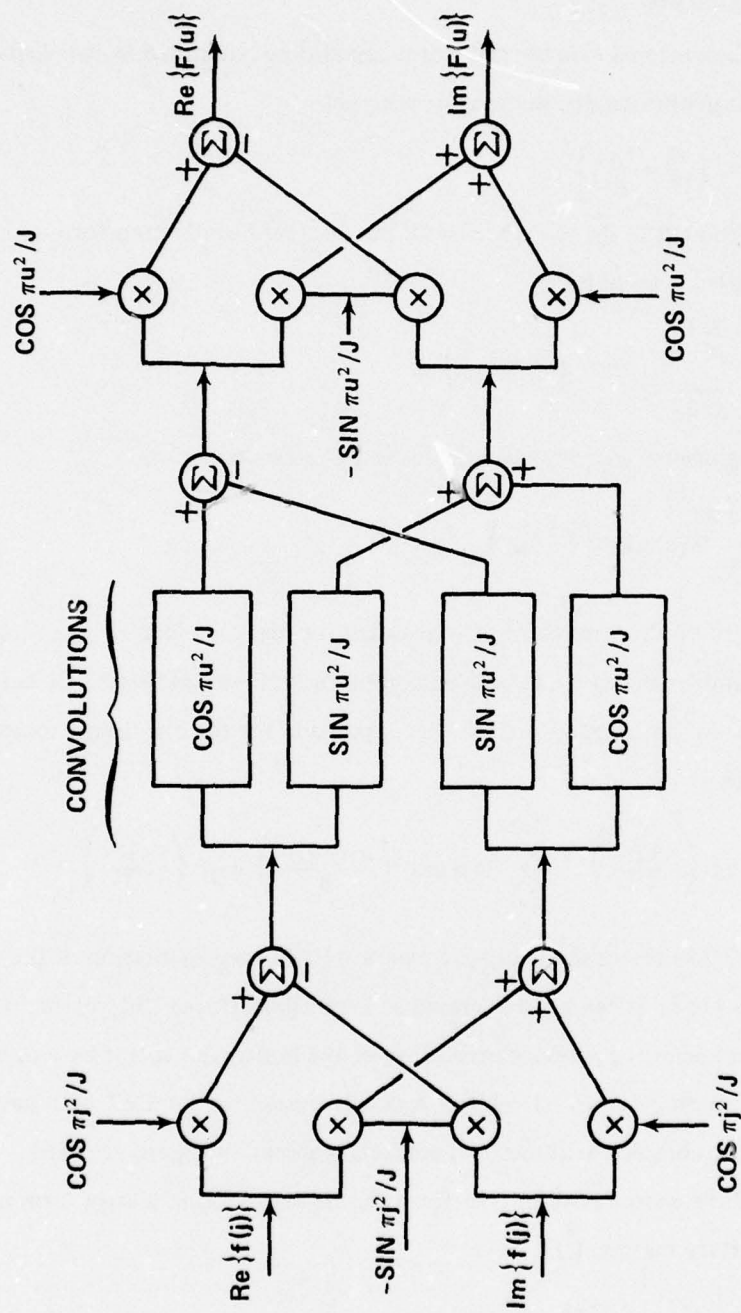 COS πj²/J
Re {f(j)}
×
+
Σ
−
×
-SIN πj²/J
×
+
Σ
+
Im {f(j)}
×
COS πj²/J
CONVOLUTIONS
COS πu²/J
SIN πu²/J
SIN πu²/J
COS πu²/J
+
Σ
−
+
Σ
+
COS πu²/J
×
×
- SIN πu²/J
×
×
COS πu²/J
+
Σ
−
Re {F(u)}
+
Σ
+
Im {F(u)}